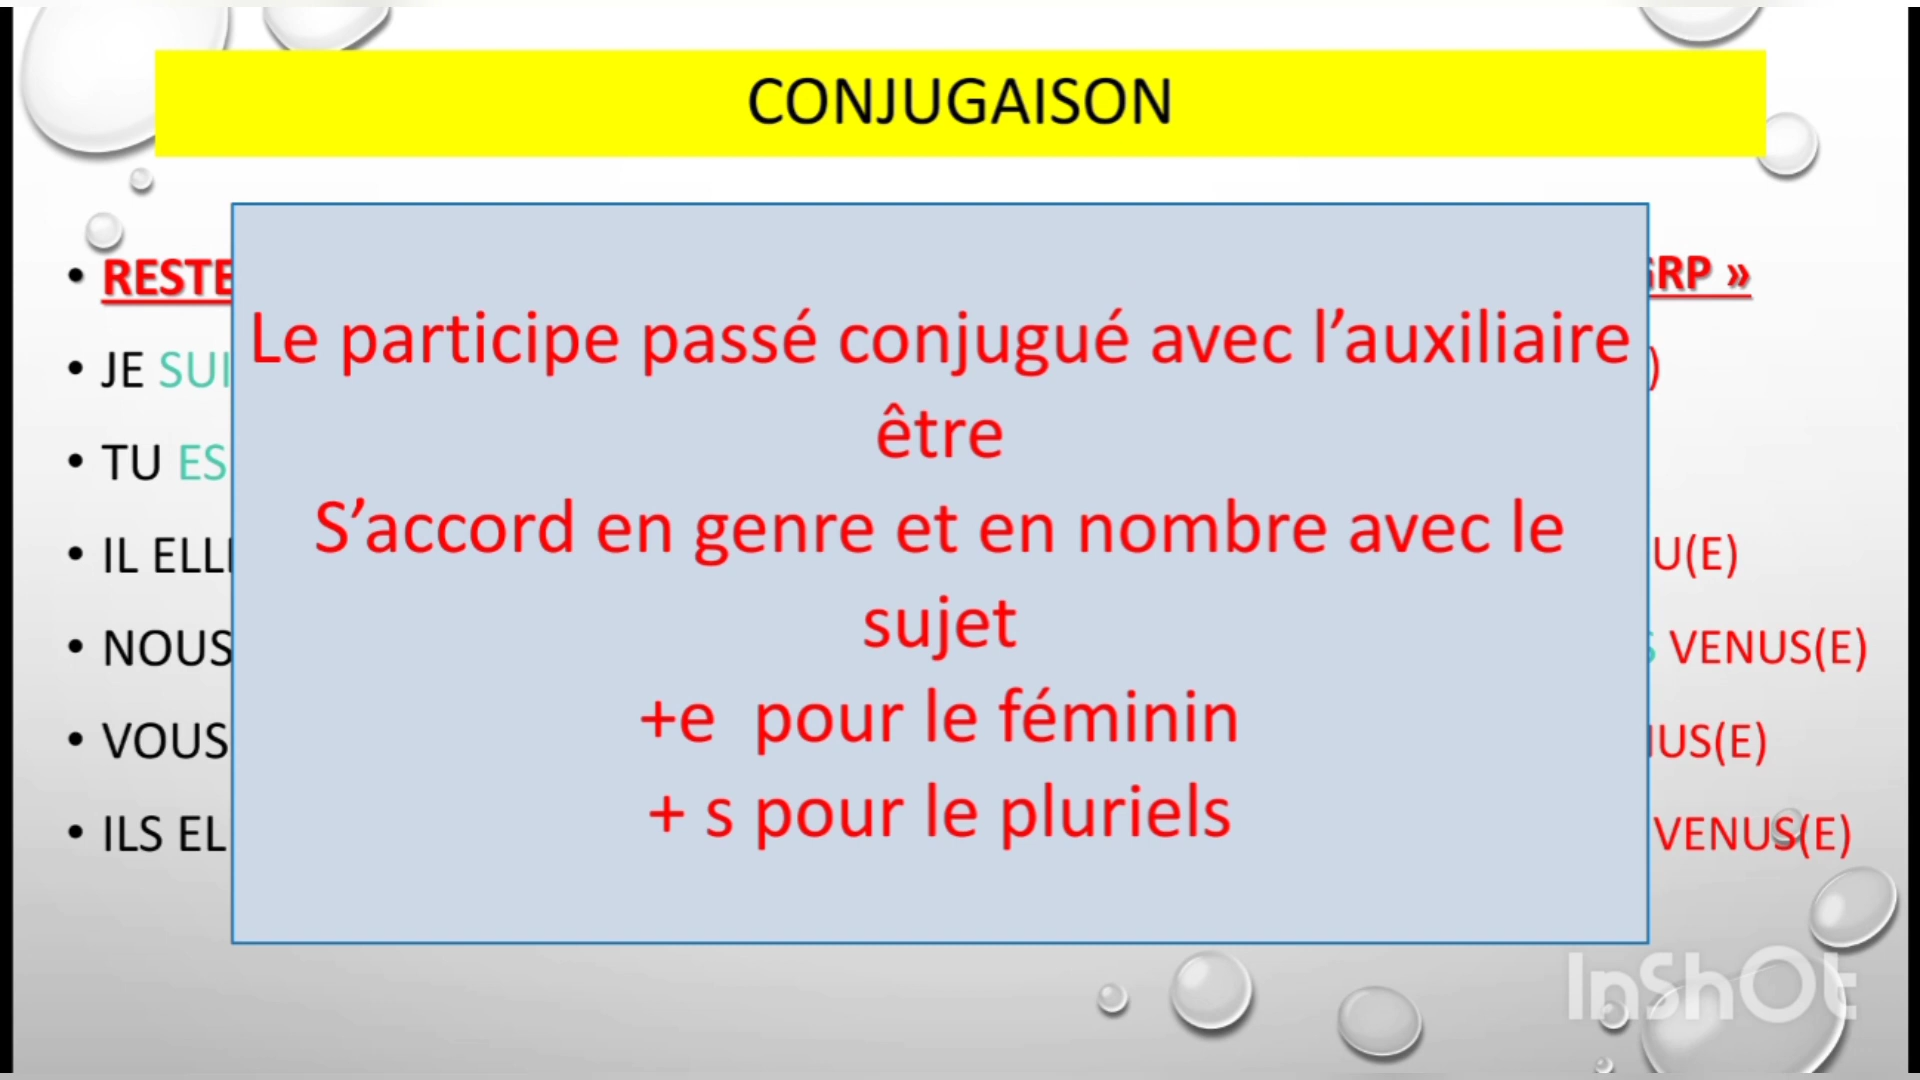 CONJUGAISON
• RESTE
RP »
• JE SUI
)
• TU ES
• IL ELL
U(E)
• NOUS
VENUS(E)
• VOUS
US(E)
• ILS EL
VENUS(E)
Le participe passé conjugué avec l’auxiliaire
être
S’accord en genre et en nombre avec le
sujet
+e pour le féminin
+ s pour le pluriels
InShOt